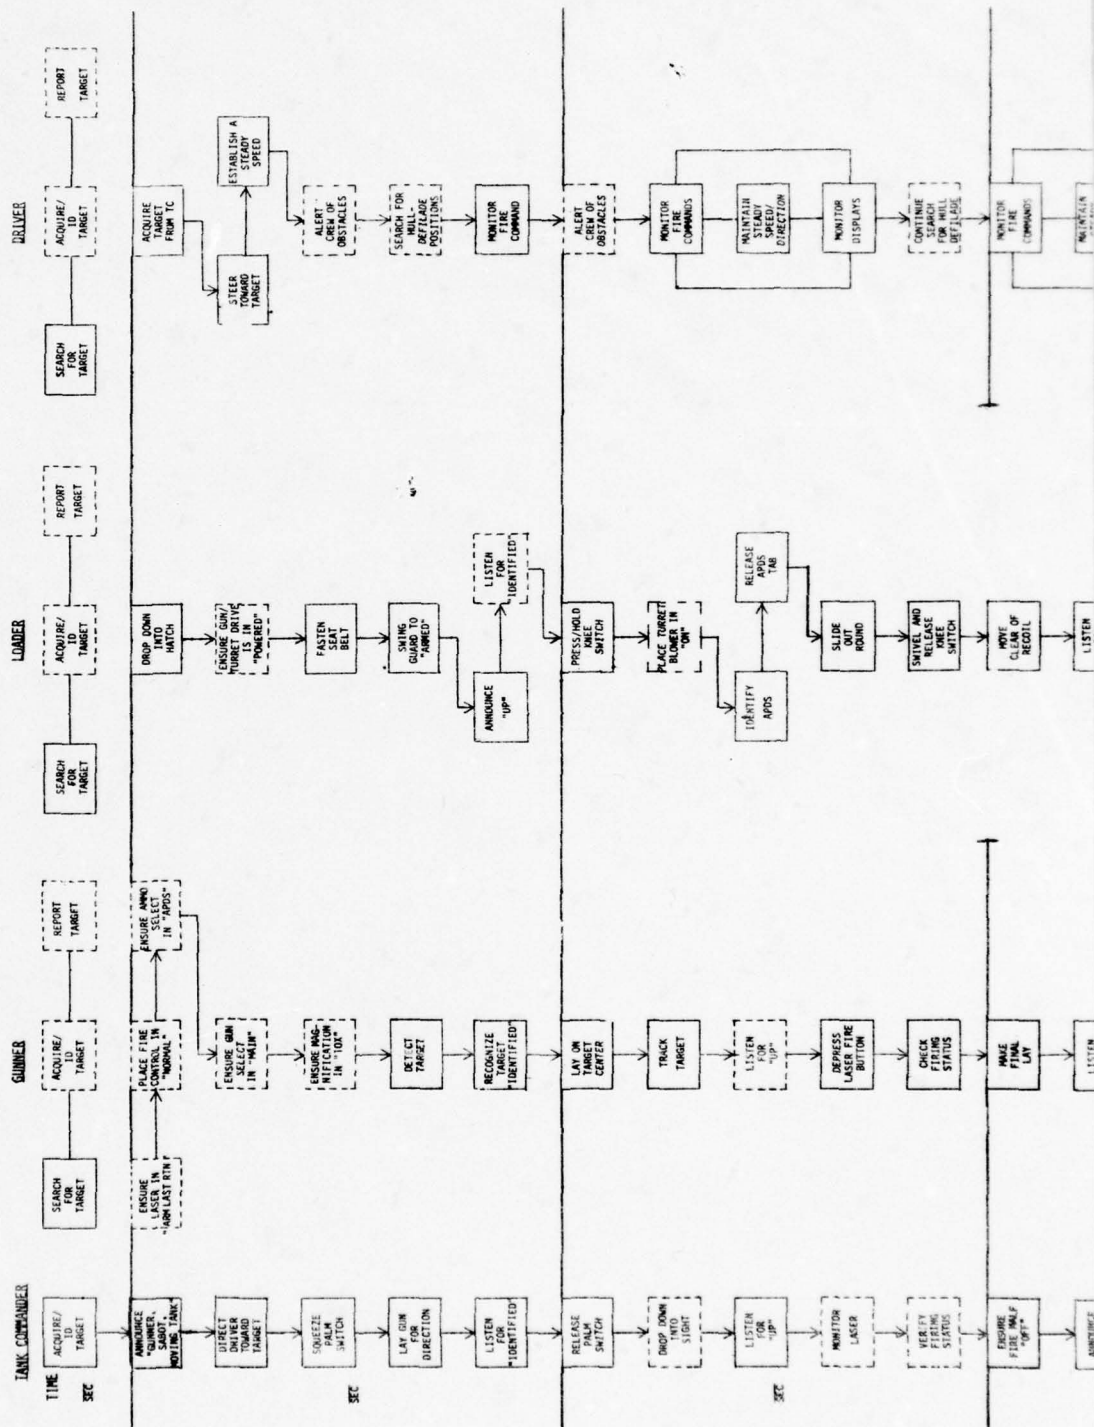 TANK COMMANDER
TIME
SEC
ACQUIRE/
ID
TARGET
ANNOUNCE
"GUNNER,
SABOT,
MOVING TANK"
DIRECT
DRIVER
TOWARD
TARGET
SQUEEZE
PALM
SWITCH
SEC
LAY GUN
FOR
DIRECTION
LISTEN
FOR
"IDENTIFIED"
RELEASE
PALM
SWITCH
DROP DOWN
INTO
SIGHT
LISTEN
FOR
"UP"
SEC
MONITOR
LASER
VERIFY
FIRING
STATUS
ENSURE
FIRE MALF
"OFF"
ANNOUNCE
GUNNER
SEARCH
FOR
TARGET
ACQUIRE/
ID
TARGET
REPORT
TARGET
ENSURE
LASER IN
"ARM LAST RTN"
PLACE FIRE
CONTROL IN
"NORMAL"
ENSURE AMMO
SELECT
IN "APDS"
ENSURE GUN
SELECT
IN "MAIN"
ENSURE MAG-
NIFICATION
IN "10X"
DETECT
TARGET
RECOGNIZE
TARGET
"IDENTIFIED"
LAY ON
TARGET
CENTER
TRACK
TARGET
LISTEN
FOR
"UP"
DEPRESS
LASER FIRE
BUTTON
CHECK
FIRING
STATUS
MAKE
FINAL
LAY
LISTEN
LOADER
SEARCH
FOR
TARGET
ACQUIRE/
ID
TARGET
REPORT
TARGET
DROP DOWN
INTO
HATCH
ENSURE GUN/
TURRET DRIVE
IS IN
"POWERED"
FASTEN
SEAT
BELT
SWING
GUARD TO
"ARMED"
ANNOUNCE
"UP"
LISTEN
FOR
"IDENTIFIED"
PRESS/HOLD
KNEE
SWITCH
PLACE TURRET
BLOWER IN
"ON"
IDENTIFY
APDS
RELEASE
APDS
TAB
SLIDE
OUT
ROUND
SWIVEL AND
RELEASE
KNEE
SWITCH
MOVE
CLEAR OF
RECOIL
LISTEN
DRIVER
SEARCH
FOR
TARGET
ACQUIRE/
ID
TARGET
REPORT
TARGET
ACQUIRE
TARGET
FROM TC
STEER
TOWARD
TARGET
ESTABLISH A
STEADY
SPEED
ALERT
CREW OF
OBSTACLES
SEARCH FOR
HULL-
DEFILADE
POSITIONS
MONITOR
FIRE
COMMAND
ALERT
CREW OF
OBSTACLES
MONITOR
FIRE
COMMANDS
MAINTAIN
STEADY
SPEED/
DIRECTION
MONITOR
DISPLAYS
CONTINUE
SEARCH
FOR HULL
DEFILADE
MONITOR
FIRE
COMMANDS
MAINTAIN